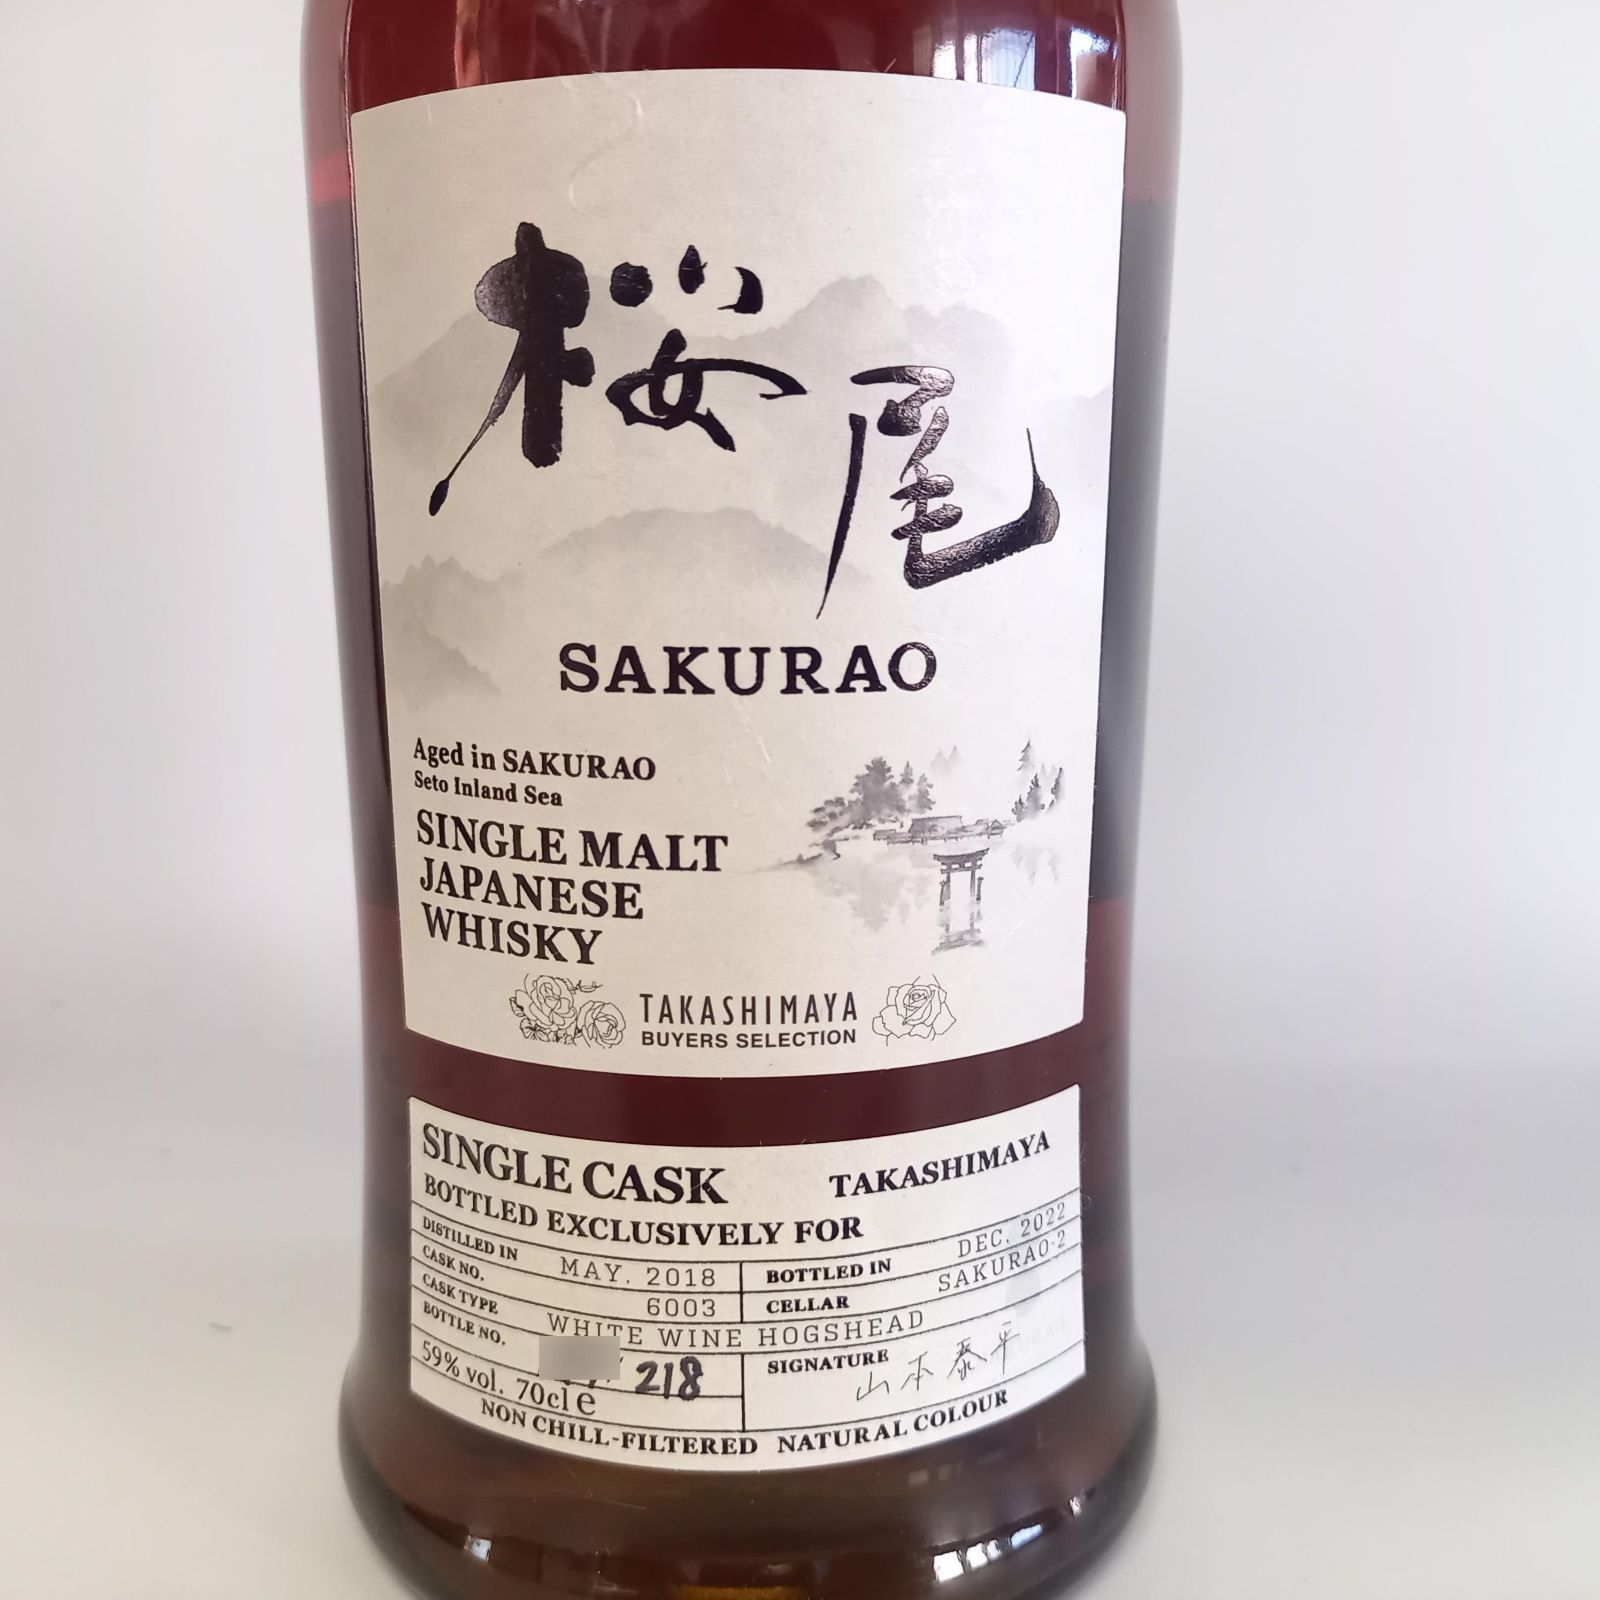 桜尾
SAKURAO
Aged in SAKURAO
Seto Inland Sea
SINGLE MALT
JAPANESE
WHISKY
TAKASHIMAYA
BUYERS SELECTION
SINGLE CASK
BOTTLED EXCLUSIVELY FOR TAKASHIMAYA
DISTILLED IN MAY. 2018 BOTTLED IN DEC. 2022
CASK NO. 6003 CELLAR SAKURAO-2
CASK TYPE WHITE WINE HOGSHEAD
BOTTLE NO. / 218 SIGNATURE 山本泰平
59% vol. 70cl e
NON CHILL-FILTERED NATURAL COLOUR